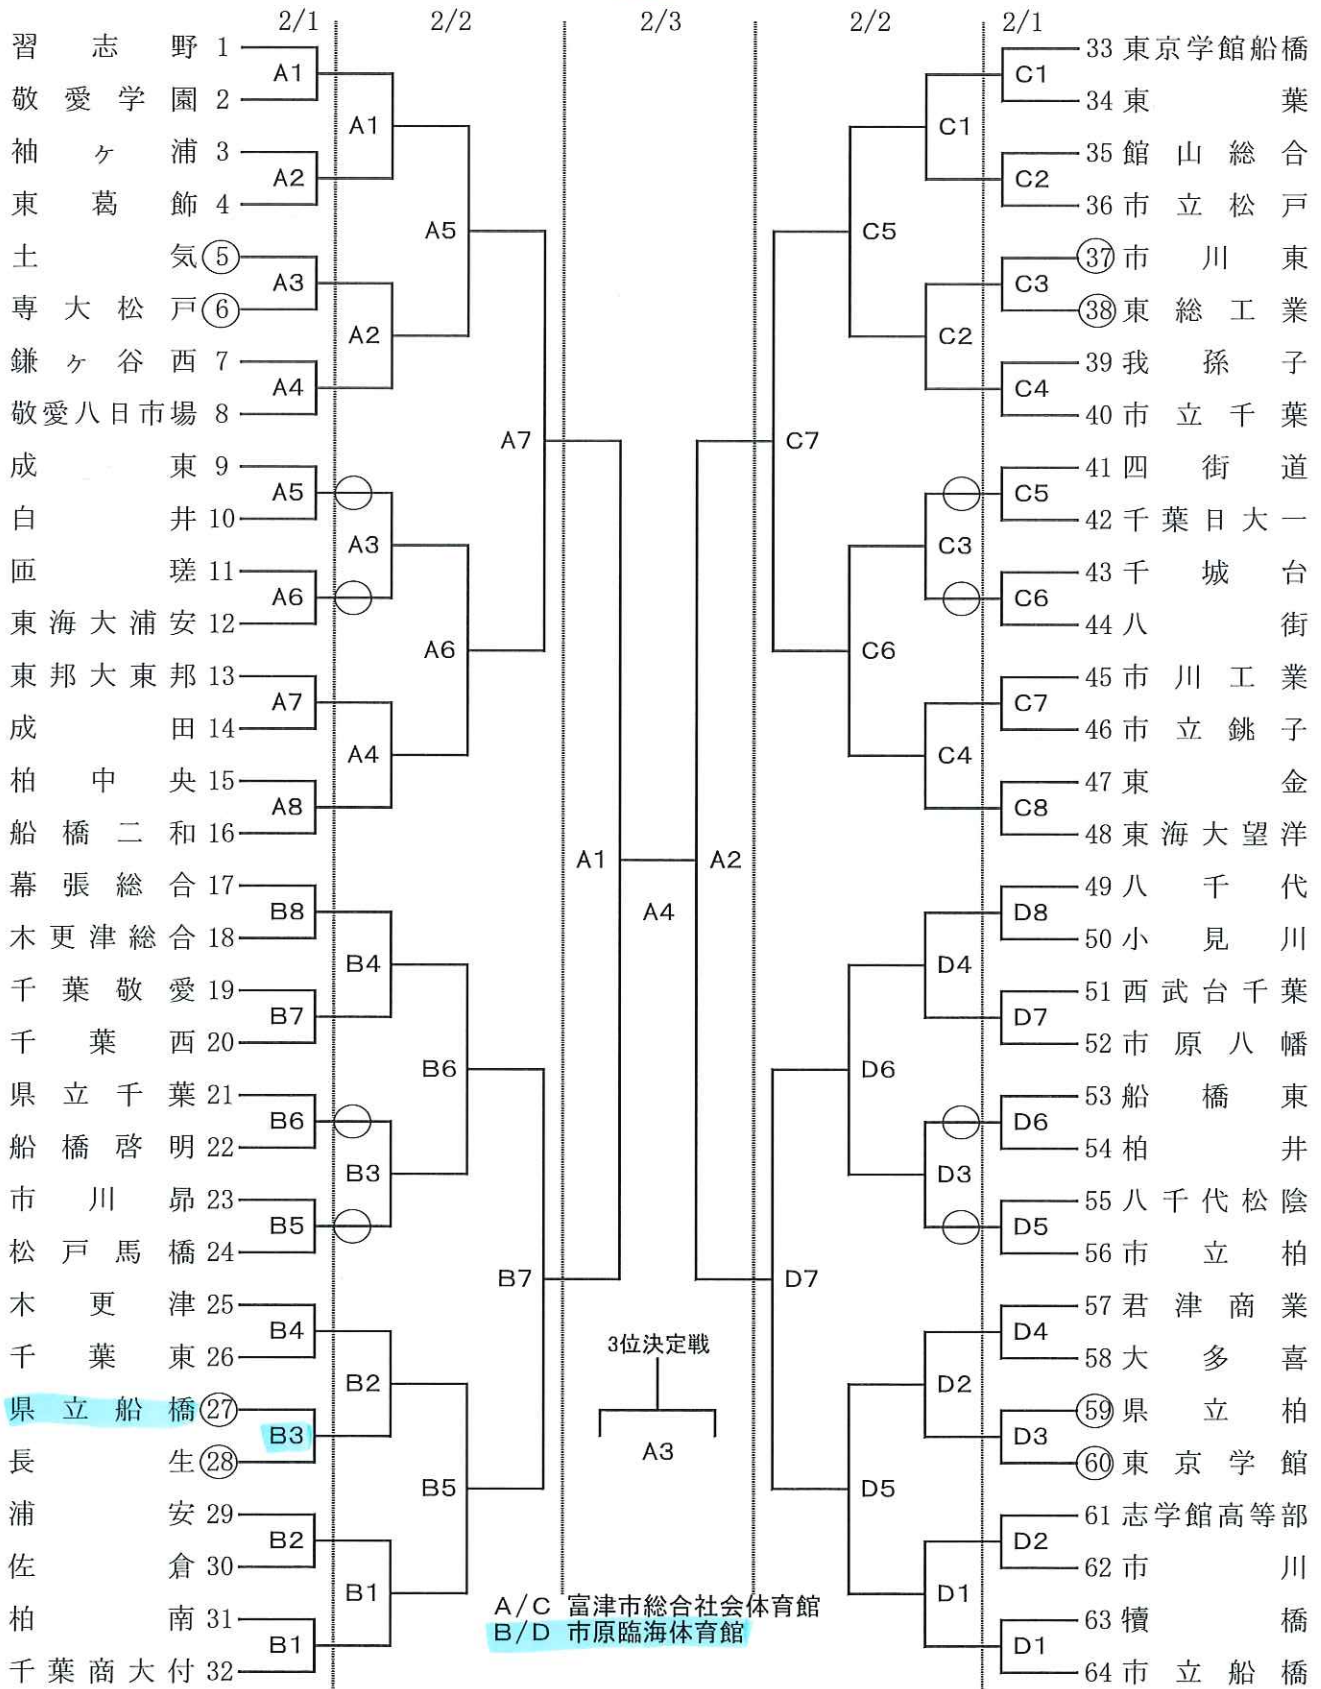 2/1 2/2 2/3 2/2 2/1
習志野 1 33 東京学館船橋
A1 C1
敬愛学園 2 34 東葉
A1 C1
袖ヶ浦 3 35 館山総合
A2 C2
東葛飾 4 36 市立松戸
A5 C5
土気 5 37 市川東
A3 C3
専大松戸 6 38 東総工業
A2 C2
鎌ヶ谷西 7 39 我孫子
A4 C4
敬愛八日市場 8 40 市立千葉
A7 C7
成東 9 41 四街道
A5 C5
白井 10 42 千葉日大一
A3 C3
匝瑳 11 43 千城台
A6 C6
東海大浦安 12 44 八街
A6 C6
東邦大東邦 13 45 市川工業
A7 C7
成田 14 46 市立銚子
A4 C4
柏中央 15 47 東金
A8 C8
船橋二和 16 48 東海大望洋
A1 A2
幕張総合 17 49 八千代
B8 A4 D8
木更津総合 18 50 小見川
B4 D4
千葉敬愛 19 51 西武台千葉
B7 D7
千葉西 20 52 市原八幡
B6 D6
県立千葉 21 53 船橋東
B6 D6
船橋啓明 22 54 柏井
B3 D3
市川昴 23 55 八千代松陰
B5 D5
松戸馬橋 24 56 市立柏
B7 D7
木更津 25 57 君津商業
B4 3位決定戦 D4
千葉東 26 58 大多喜
B2 D2
県立船橋 27 59 県立柏
B3 A3 D3
長生 28 60 東京学館
B5 D5
浦安 29 61 志学館高等部
B2 D2
佐倉 30 62 市川
B1 D1
A/C 富津市総合社会体育館
柏南 31 63 犢橋
B/D 市原臨海体育館
B1 D1
千葉商大付 32 64 市立船橋